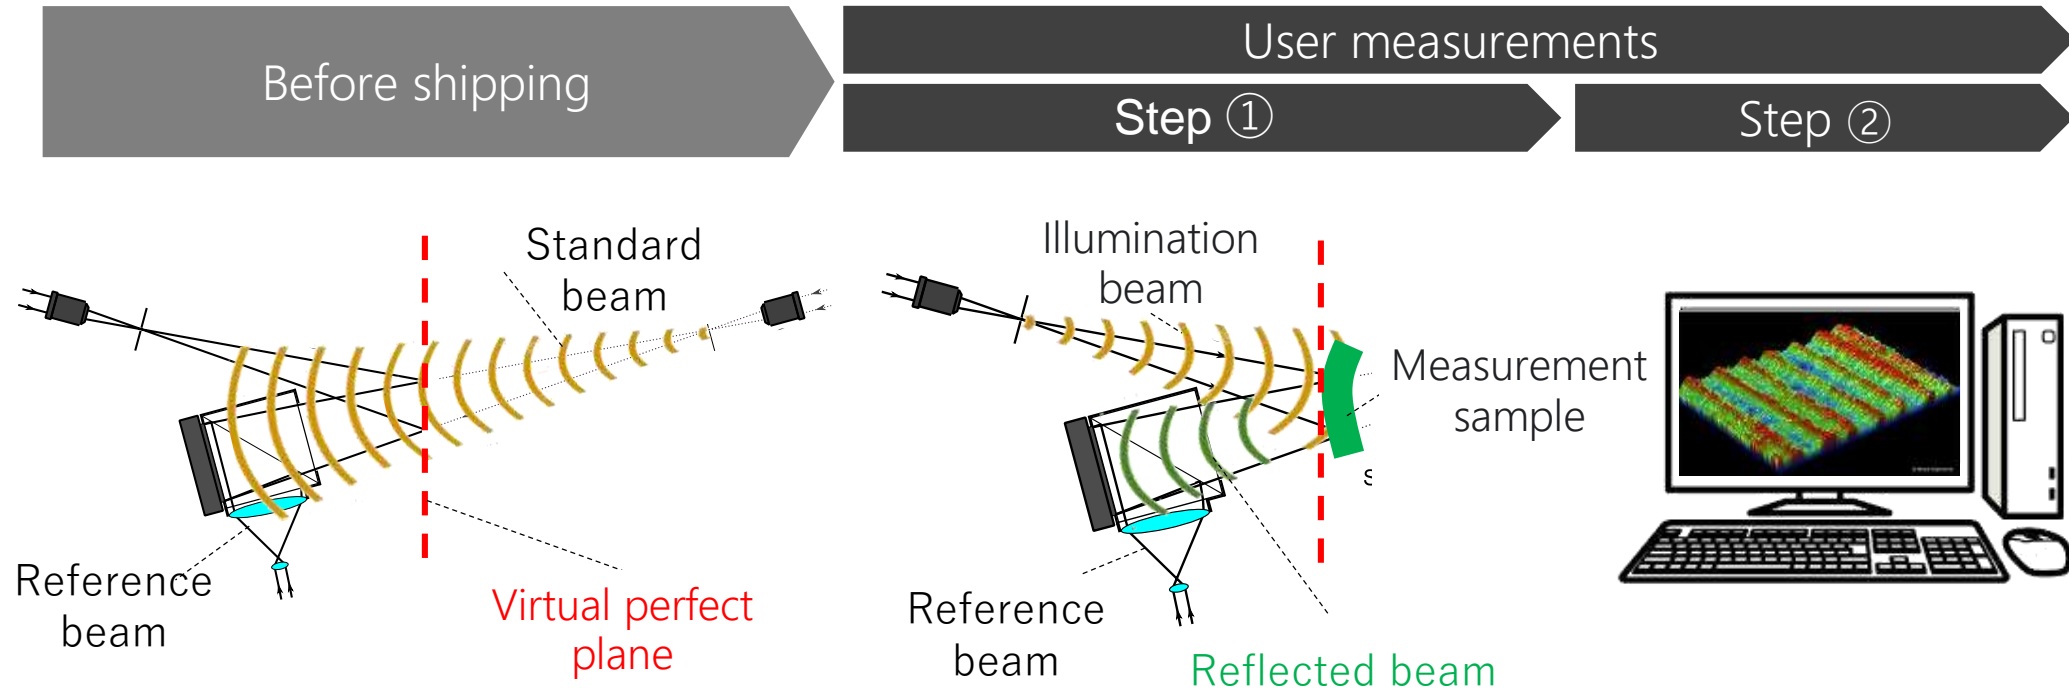 Before shipping
User measurements
Step ①
Step ②
Standard
beam
Reference
beam
Virtual perfect
plane
Illumination
beam
Measurement
sample
s
Reference
beam
Reflected beam